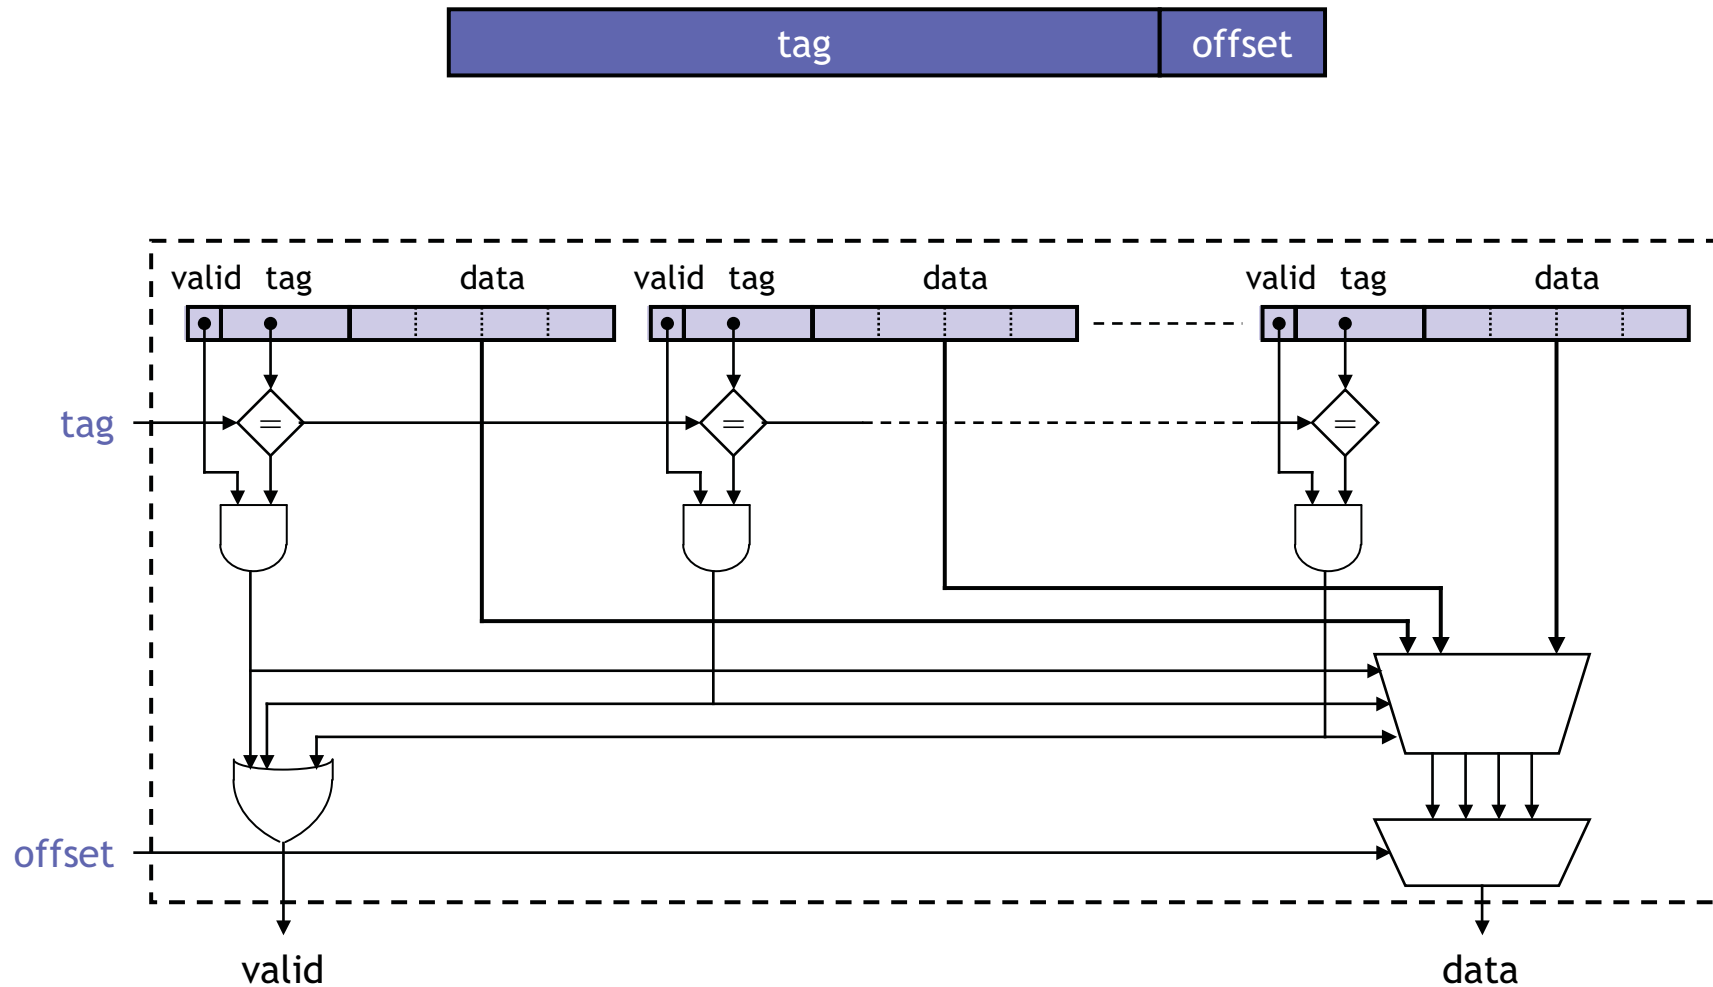 tag offset
valid tag data valid tag data valid tag data
tag = = =
offset
valid data